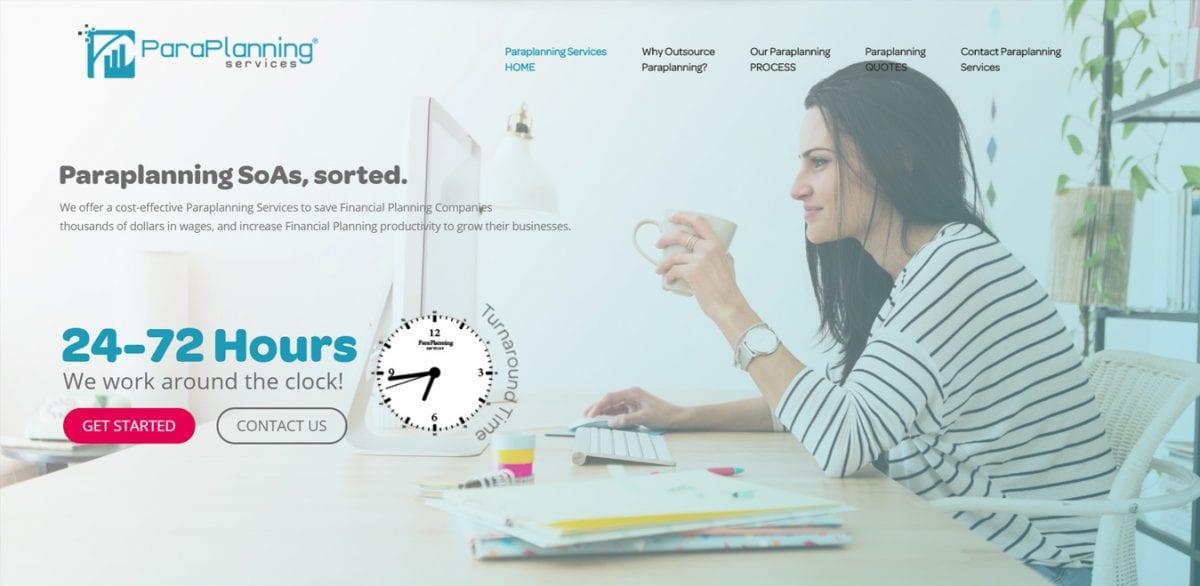 ParaPlanning®
services
Paraplanning Services
HOME
Why Outsource
Paraplanning?
Our Paraplanning
PROCESS
Paraplanning
QUOTES
Contact Paraplanning
Services
Paraplanning SoAs, sorted.
We offer a cost-effective Paraplanning Services to save Financial Planning Companies
thousands of dollars in wages, and increase Financial Planning productivity to grow their businesses.
24-72 Hours
We work around the clock!
GET STARTED
CONTACT US
12
ParaPlanning
services
9
3
6
Turnaround Time